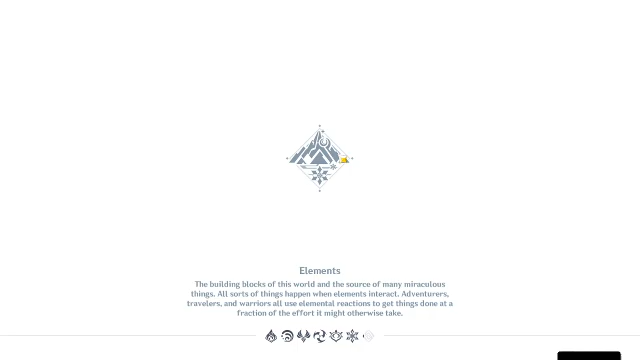 Elements
The building blocks of this world and the source of many miraculous
things. All sorts of things happen when elements interact. Adventurers,
travelers, and warriors all use elemental reactions to get things done at a
fraction of the effort it might otherwise take.